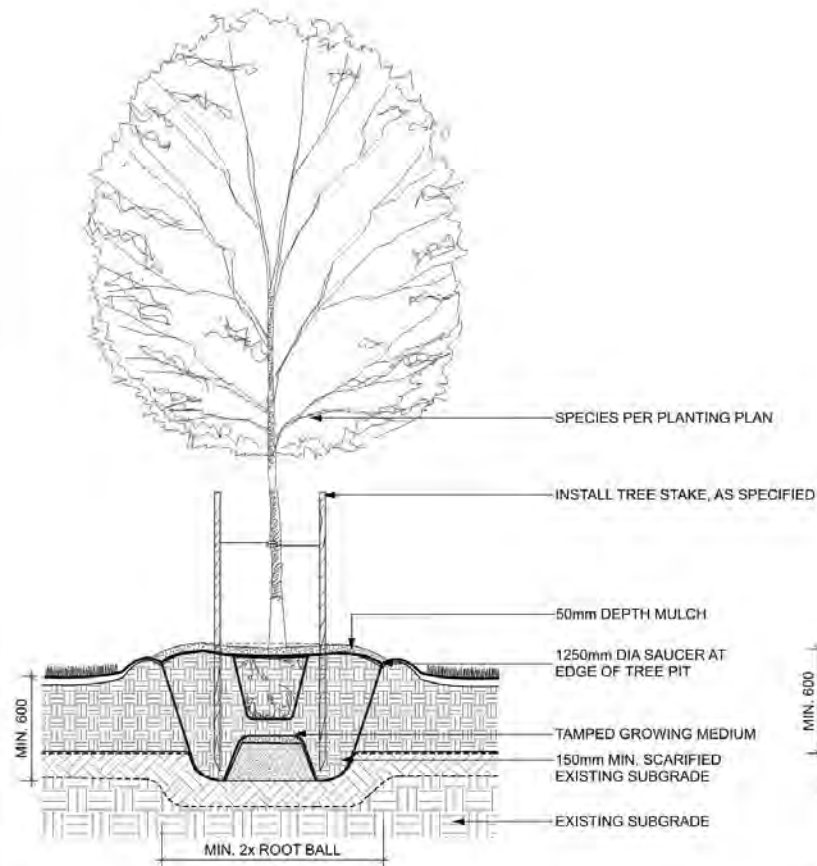 SPECIES PER PLANTING PLAN
INSTALL TREE STAKE, AS SPECIFIED
50mm DEPTH MULCH
1250mm DIA SAUCER AT
EDGE OF TREE PIT
MIN. 600
MIN. 600
TAMPED GROWING MEDIUM
150mm MIN. SCARIFIED
EXISTING SUBGRADE
EXISTING SUBGRADE
MIN. 2x ROOT BALL